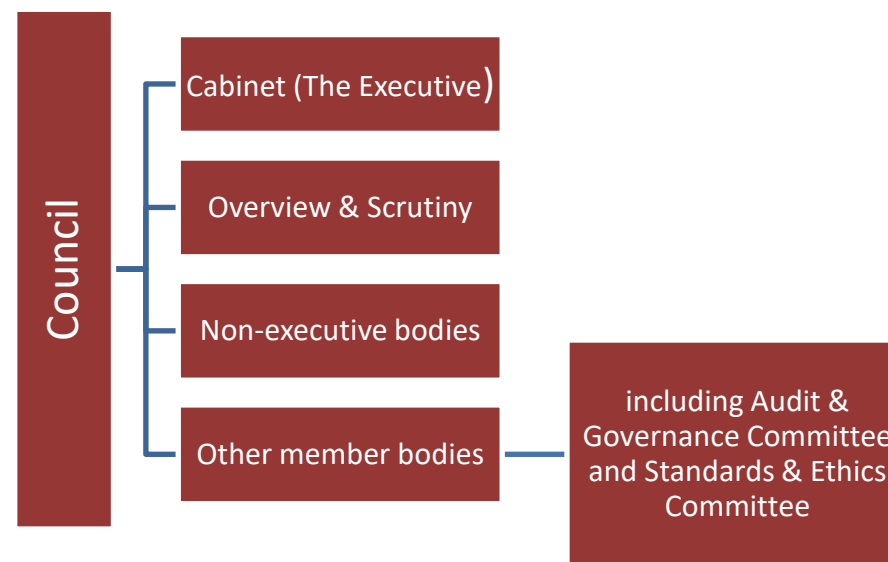 Council
Cabinet (The Executive)
Overview & Scrutiny
Non-executive bodies
Other member bodies
including Audit &
Governance Committee
and Standards & Ethics
Committee